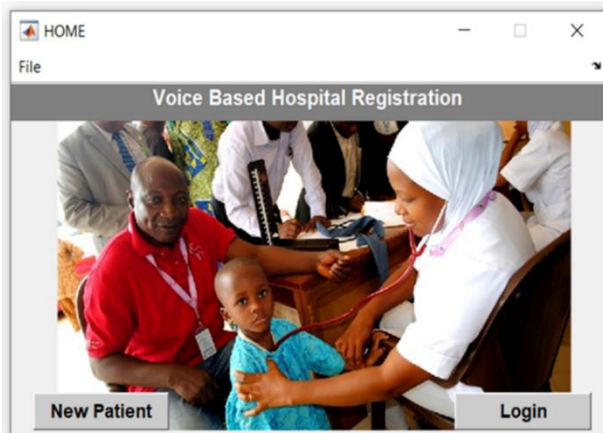 HOME
File
Voice Based Hospital Registration
New Patient
Login